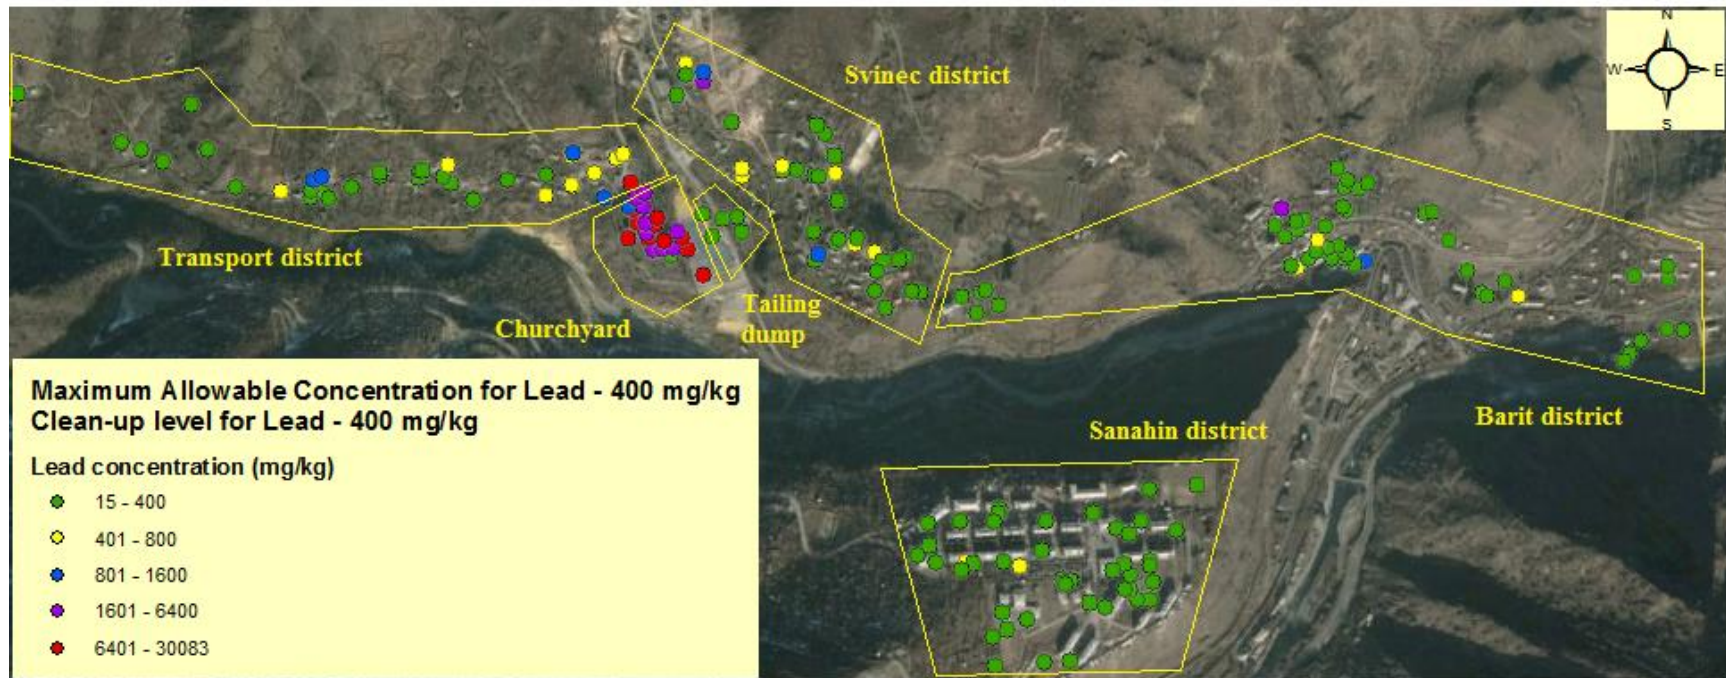 N
W
E
S
Svinec district
Transport district
Churchyard
Tailing
dump
Sanahin district
Barit district
Maximum Allowable Concentration for Lead - 400 mg/kg
Clean-up level for Lead - 400 mg/kg
Lead concentration (mg/kg)
15 - 400
401 - 800
801 - 1600
1601 - 6400
6401 - 30083